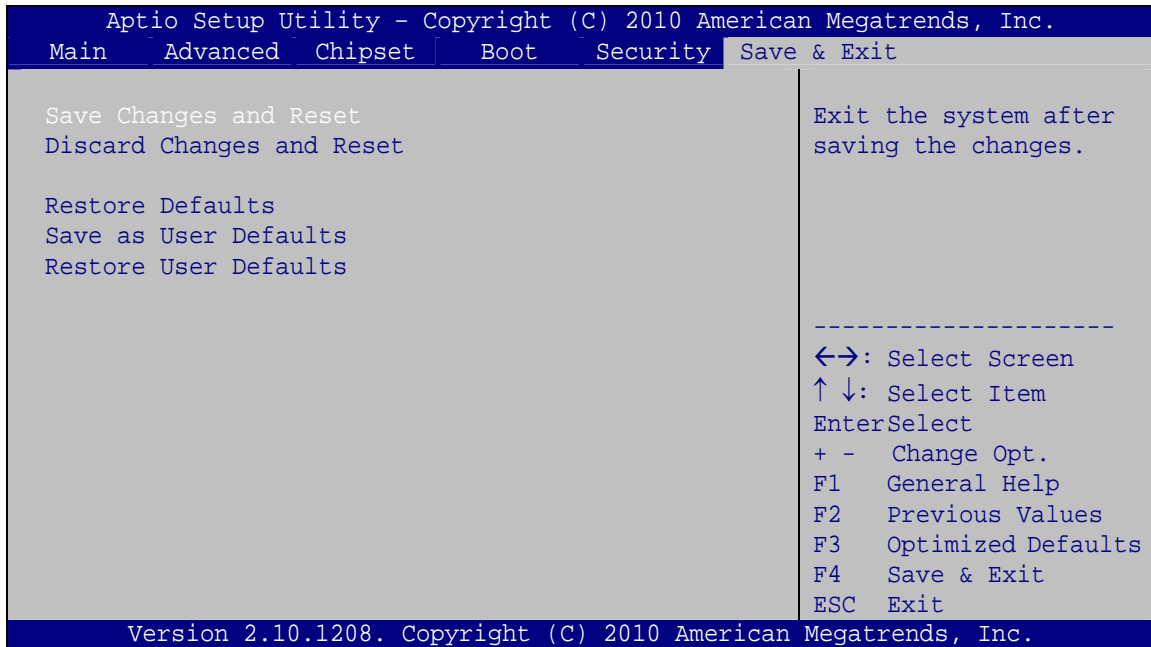 Aptio Setup Utility – Copyright (C) 2010 American Megatrends, Inc.
Main Advanced Chipset Boot Security Save & Exit
Save Changes and Reset
Discard Changes and Reset
Restore Defaults
Save as User Defaults
Restore User Defaults
Exit the system after
saving the changes.
---------------------
←→: Select Screen
↑ ↓: Select Item
EnterSelect
+ - Change Opt.
F1 General Help
F2 Previous Values
F3 Optimized Defaults
F4 Save & Exit
ESC Exit
Version 2.10.1208. Copyright (C) 2010 American Megatrends, Inc.